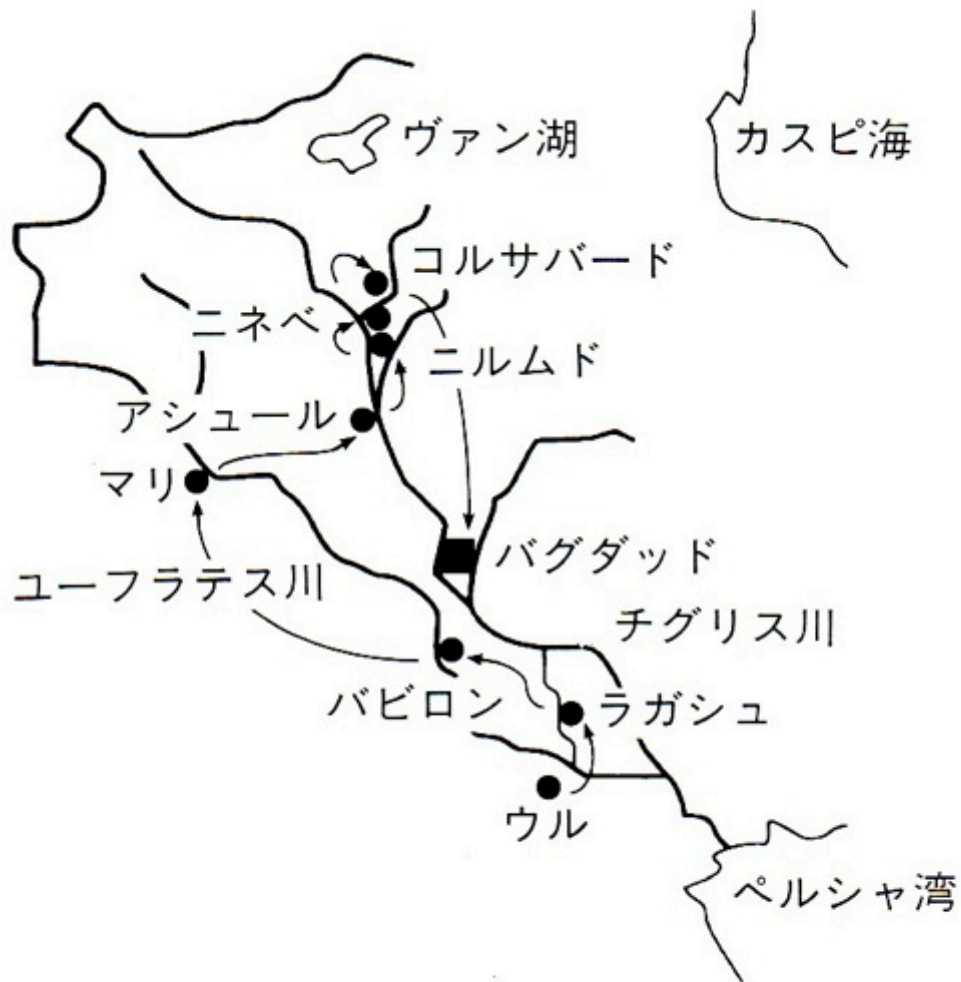 ヴァン湖
カスピ海
コルサバード
ニネベ
ニルムド
アシュール
マリ
バグダッド
ユーフラテス川
チグリス川
バビロン
ラガシュ
ウル
ペルシャ湾